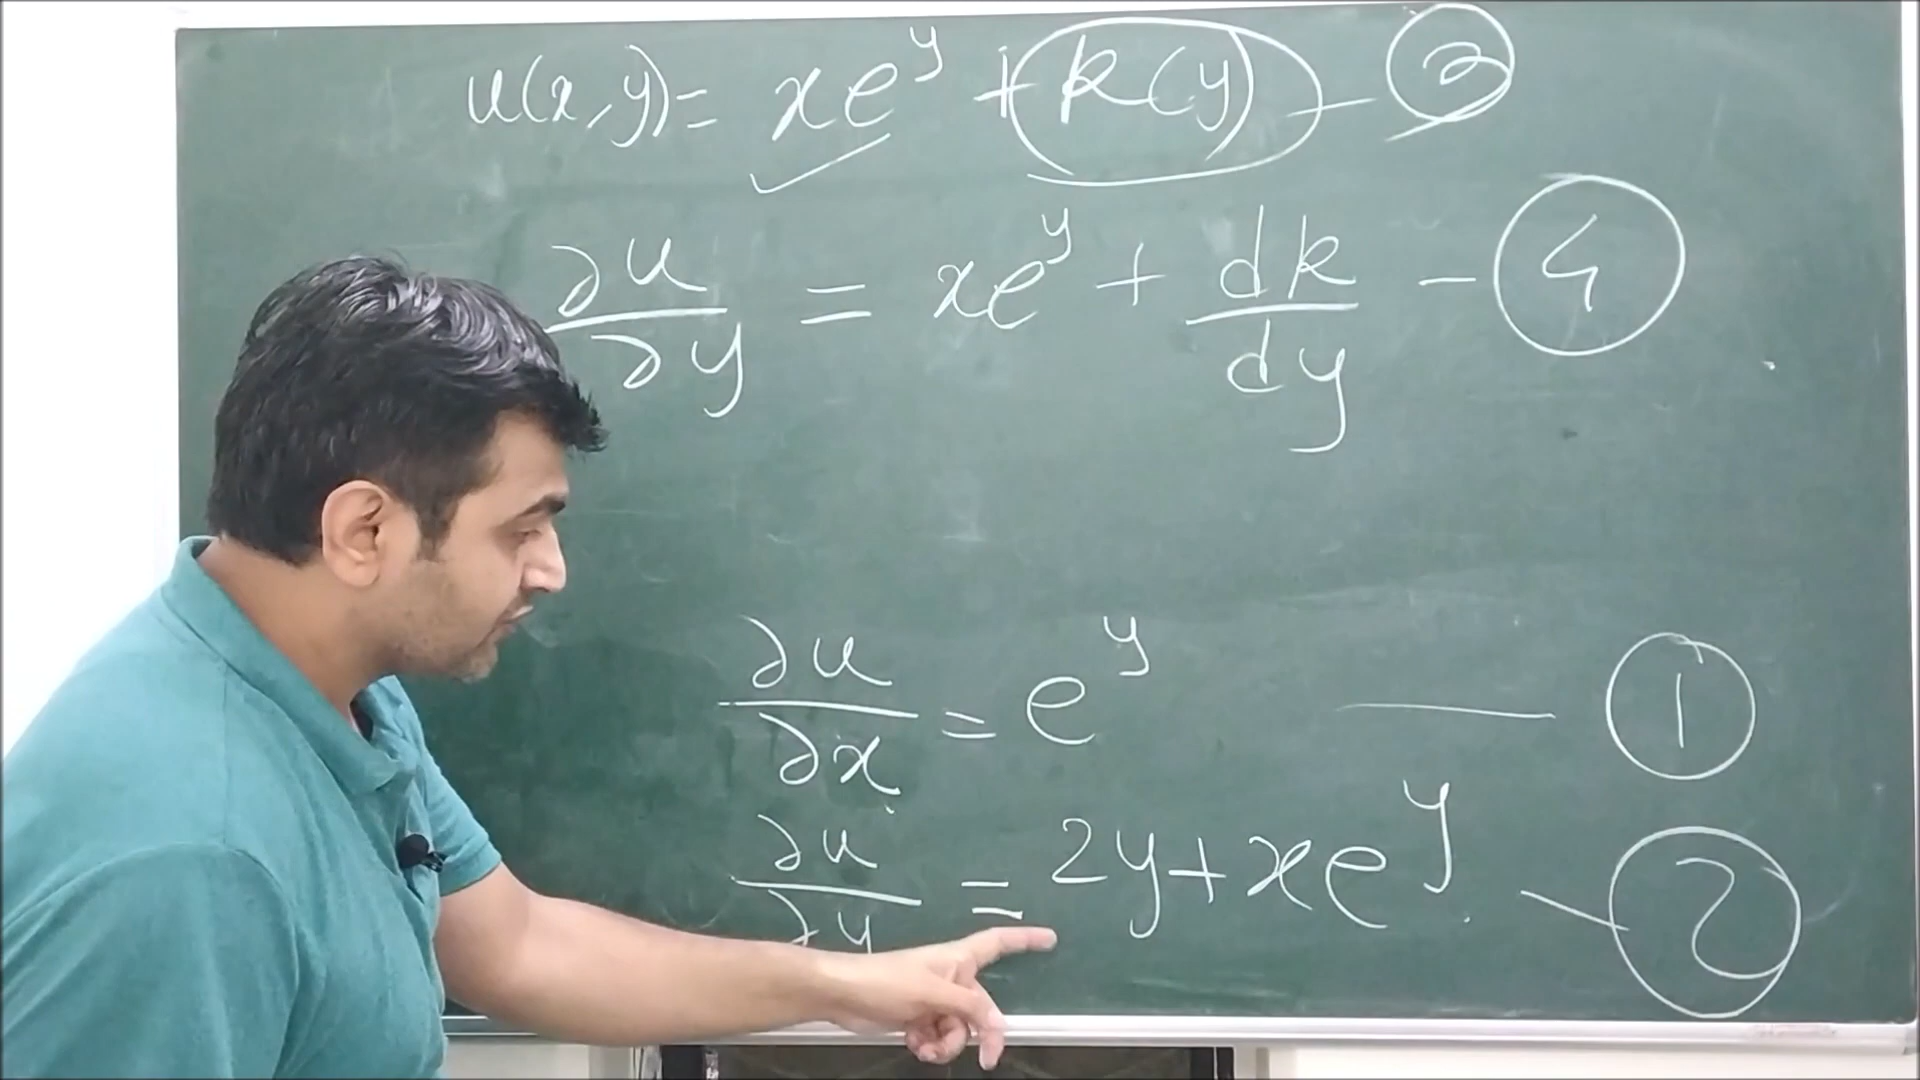 u(x,y) = xe^y + k(y) - 3
∂u/∂y = xe^y + dk/dy - 4
∂u/∂x = e^y — 1
∂u/∂y = 2y + xe^y - 2